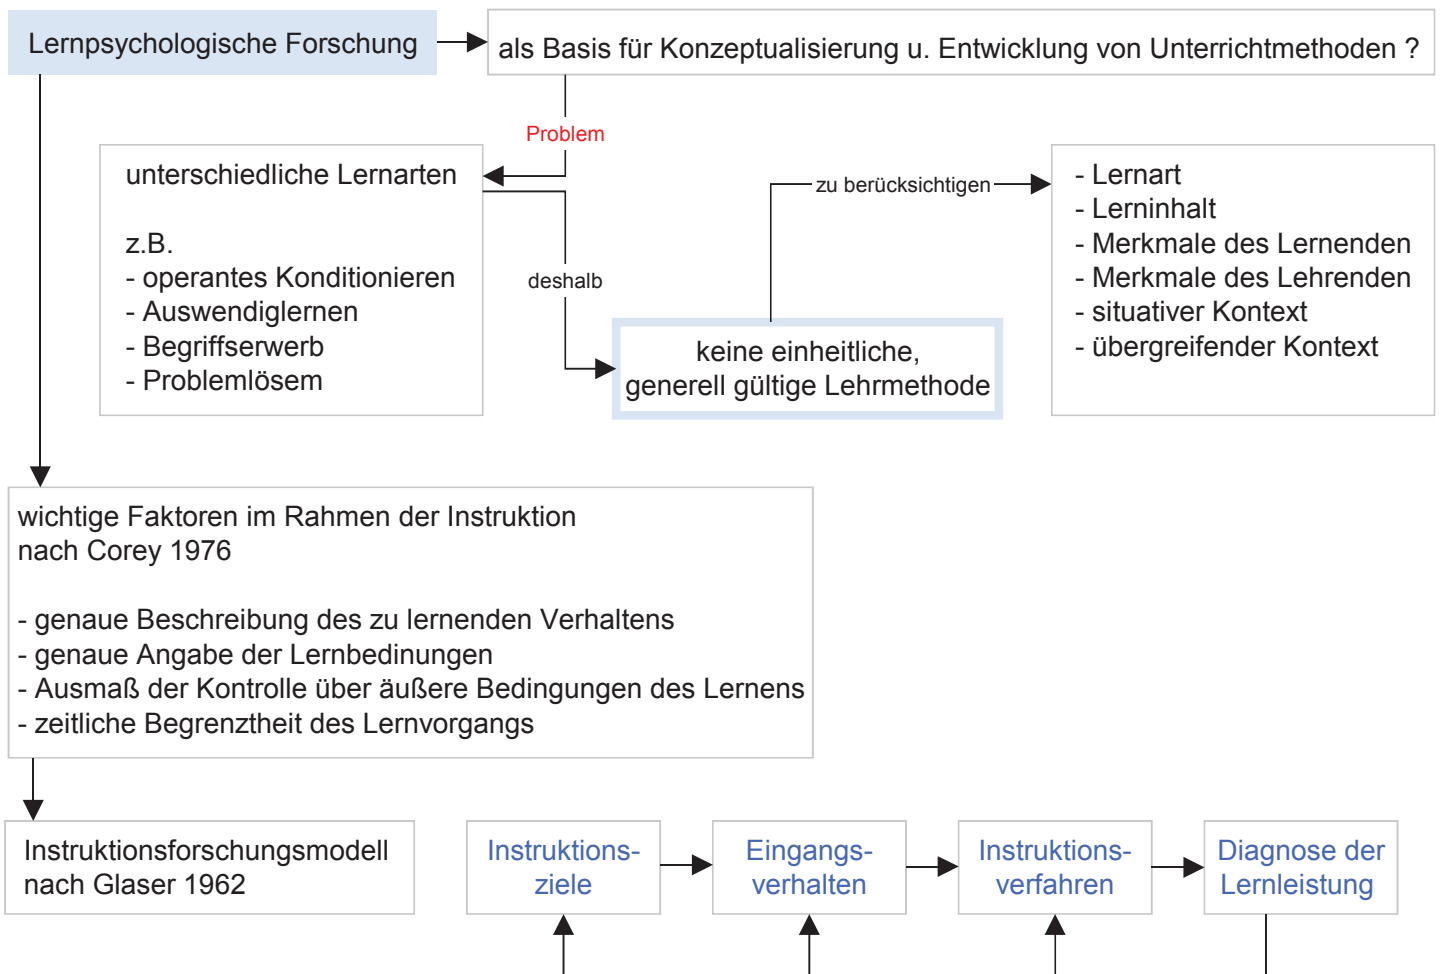 Lernpsychologische Forschung
als Basis für Konzeptualisierung u. Entwicklung von Unterrichtmethoden ?
Problem
unterschiedliche Lernarten
z.B.
- operantes Konditionieren
- Auswendiglernen
- Begriffserwerb
- Problemlösem
deshalb
keine einheitliche,
generell gültige Lehrmethode
zu berücksichtigen
- Lernart
- Lerninhalt
- Merkmale des Lernenden
- Merkmale des Lehrenden
- situativer Kontext
- übergreifender Kontext
wichtige Faktoren im Rahmen der Instruktion
nach Corey 1976
- genaue Beschreibung des zu lernenden Verhaltens
- genaue Angabe der Lernbedinungen
- Ausmaß der Kontrolle über äußere Bedingungen des Lernens
- zeitliche Begrenztheit des Lernvorgangs
Instruktionsforschungsmodell
nach Glaser 1962
Instruktions-
ziele
Eingangs-
verhalten
Instruktions-
verfahren
Diagnose der
Lernleistung